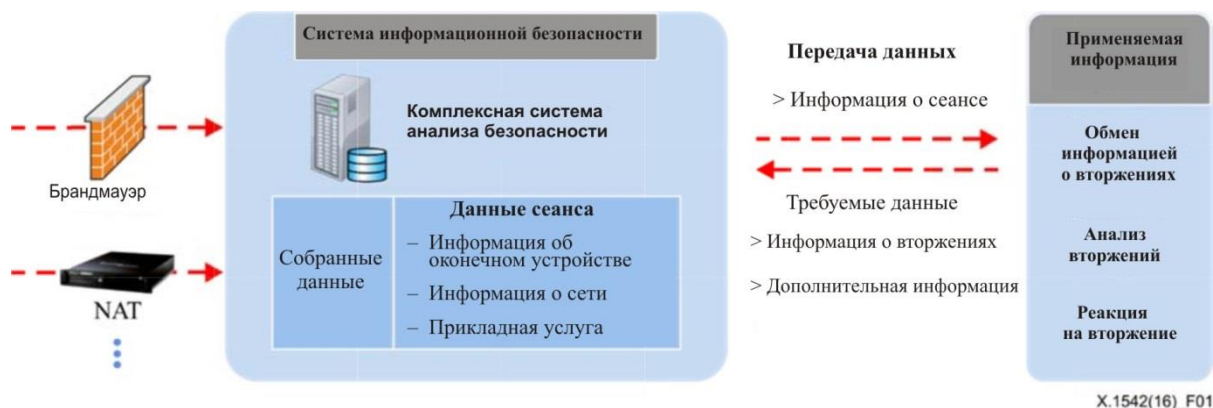 Система информационной безопасности
Брандмауэр
NAT
Комплексная система
анализа безопасности
Собранные
данные
Данные сеанса
– Информация об
оконечном устройстве
– Информация о сети
– Прикладная услуга
Передача данных
> Информация о сеансе
Требуемые данные
> Информация о вторжениях
> Дополнительная информация
Применяемая
информация
Обмен
информацией
о вторжениях
Анализ
вторжений
Реакция
на вторжение
X.1542(16)_F01